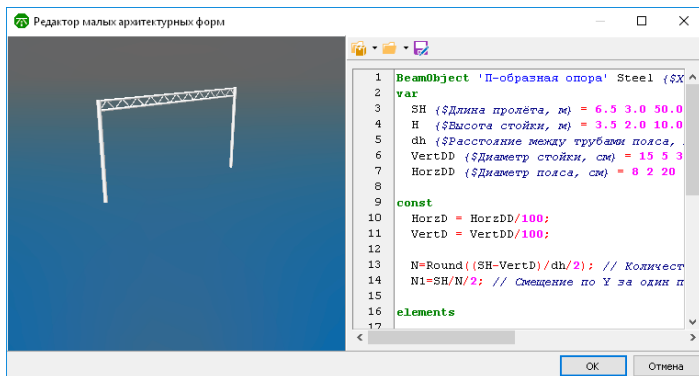 Редактор малых архитектурных форм
1 BeamObject 'П-образная опора' Steel {$X
2 var
3 SH {$Длина пролёта, м} = 6.5 3.0 50.0
4 H {$Высота стойки, м} = 3.5 2.0 10.0
5 dh {$Расстояние между трубами пояса,
6 VertDD {$Диаметр стойки, см} = 15 5 3
7 HorzDD {$Диаметр пояса, см} = 8 2 20
8
9 const
10 HorzD = HorzDD/100;
11 VertD = VertDD/100;
12
13 N=Round((SH-VertD)/dh/2); // Количест
14 N1=SH/N/2; // Смещение по Y за один п
15
16 elements
17
OK
Отмена